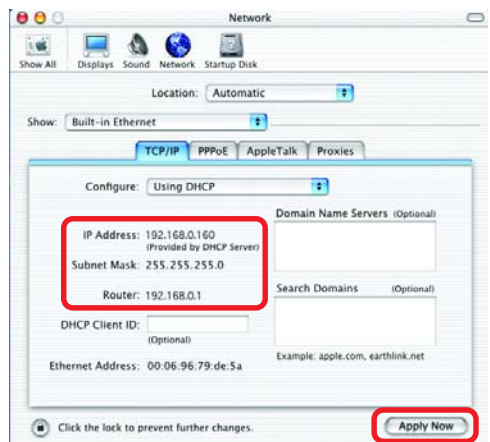 Network
Show All Displays Sound Network Startup Disk
Location: Automatic
Show: Built-in Ethernet
TCP/IP PPPoE AppleTalk Proxies
Configure: Using DHCP
Domain Name Servers (Optional)
IP Address: 192.168.0.160
(Provided by DHCP Server)
Subnet Mask: 255.255.255.0
Router: 192.168.0.1
Search Domains (Optional)
DHCP Client ID:
(Optional)
Example: apple.com, earthlink.net
Ethernet Address: 00:06:96:79:de:5a
Click the lock to prevent further changes.
Apply Now